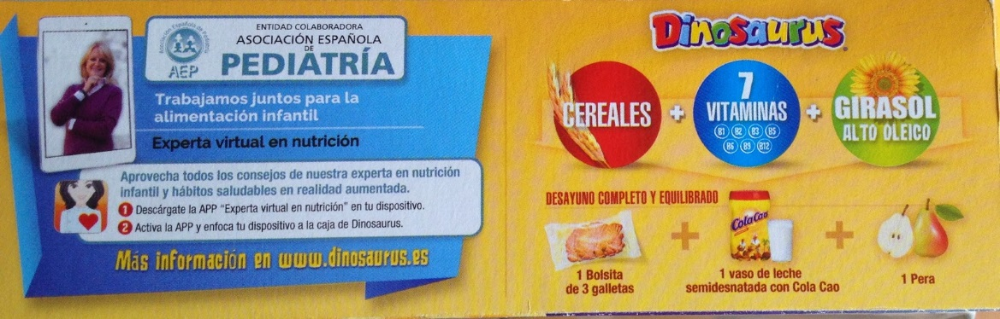 Asociación Española de Pediatría
AEP
ENTIDAD COLABORADORA
ASOCIACIÓN ESPAÑOLA
DE
PEDIATRÍA
Trabajamos juntos para la
alimentación infantil
Experta virtual en nutrición
Aprovecha todos los consejos de nuestra experta en nutrición
infantil y hábitos saludables en realidad aumentada.
1 Descárgate la APP “Experta virtual en nutrición” en tu dispositivo.
2 Activa la APP y enfoca tu dispositivo a la caja de Dinosaurus.
Más información en www.dinosaurus.es
Dinosaurus
CEREALES
+
7
VITAMINAS
B1 B2 B3 B5
B6 B9 B12
+
GIRASOL
ALTO OLEICO
DESAYUNO COMPLETO Y EQUILIBRADO
1 Bolsita
de 3 galletas
+
ColaCao
1 vaso de leche
semidesnatada con Cola Cao
+
1 Pera